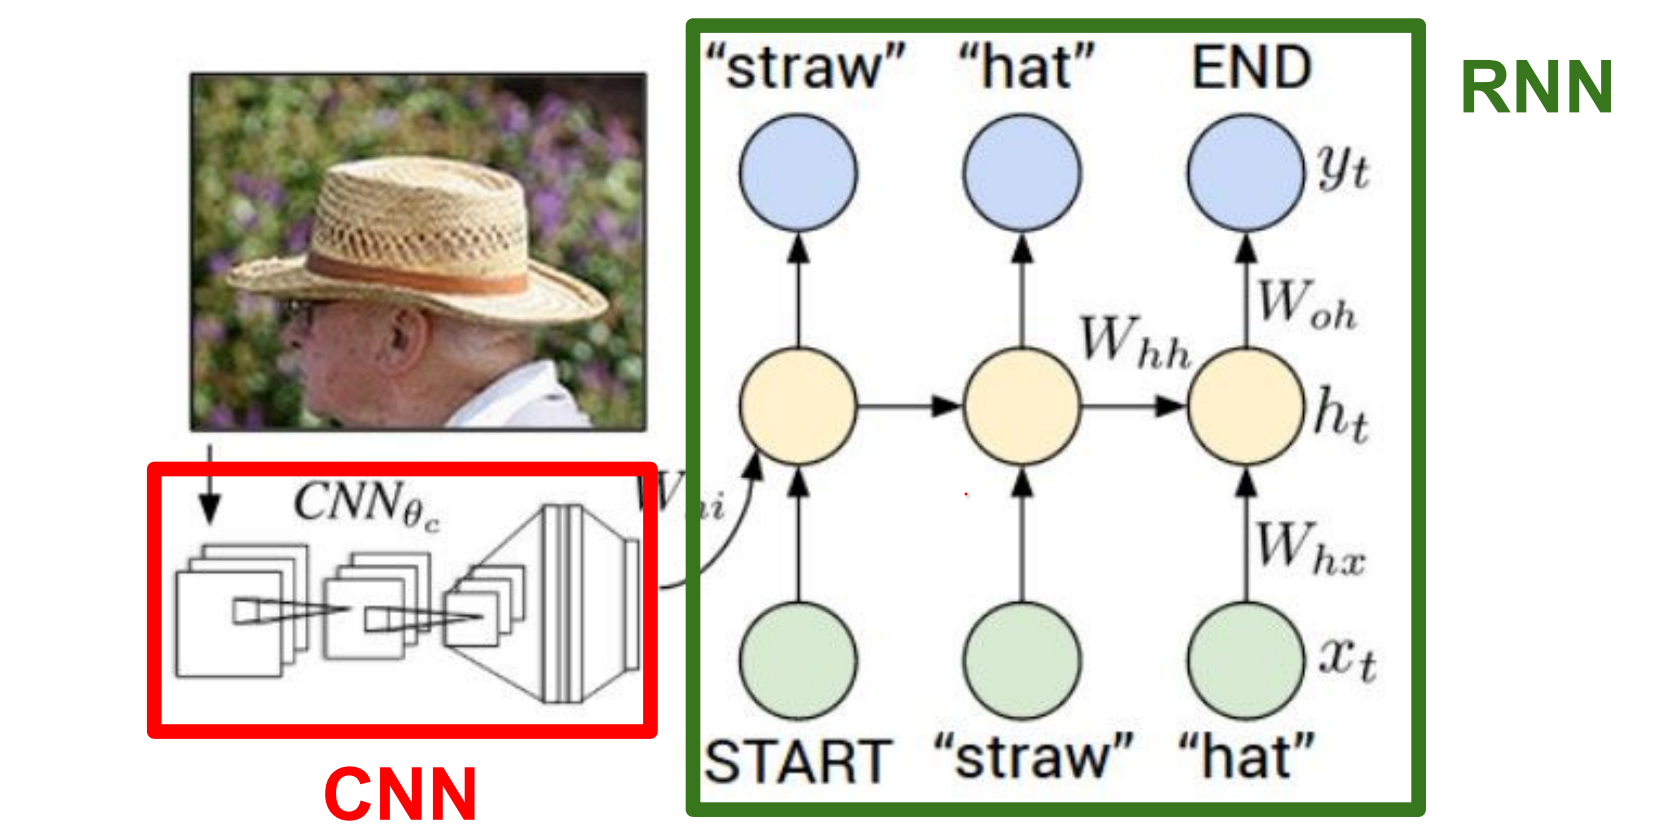 “straw” “hat” END
RNN
y_t
W_{oh}
W_{hh}
h_t
CNN_{θ_c}
W_{hi}
W_{hx}
x_t
START “straw” “hat”
CNN